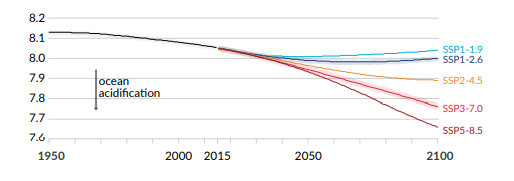 8.2
8.1
8.0
7.9
7.8
7.7
7.6
ocean
acidification
SSP1-1.9
SSP1-2.6
SSP2-4.5
SSP3-7.0
SSP5-8.5
1950 2000 2015 2050 2100